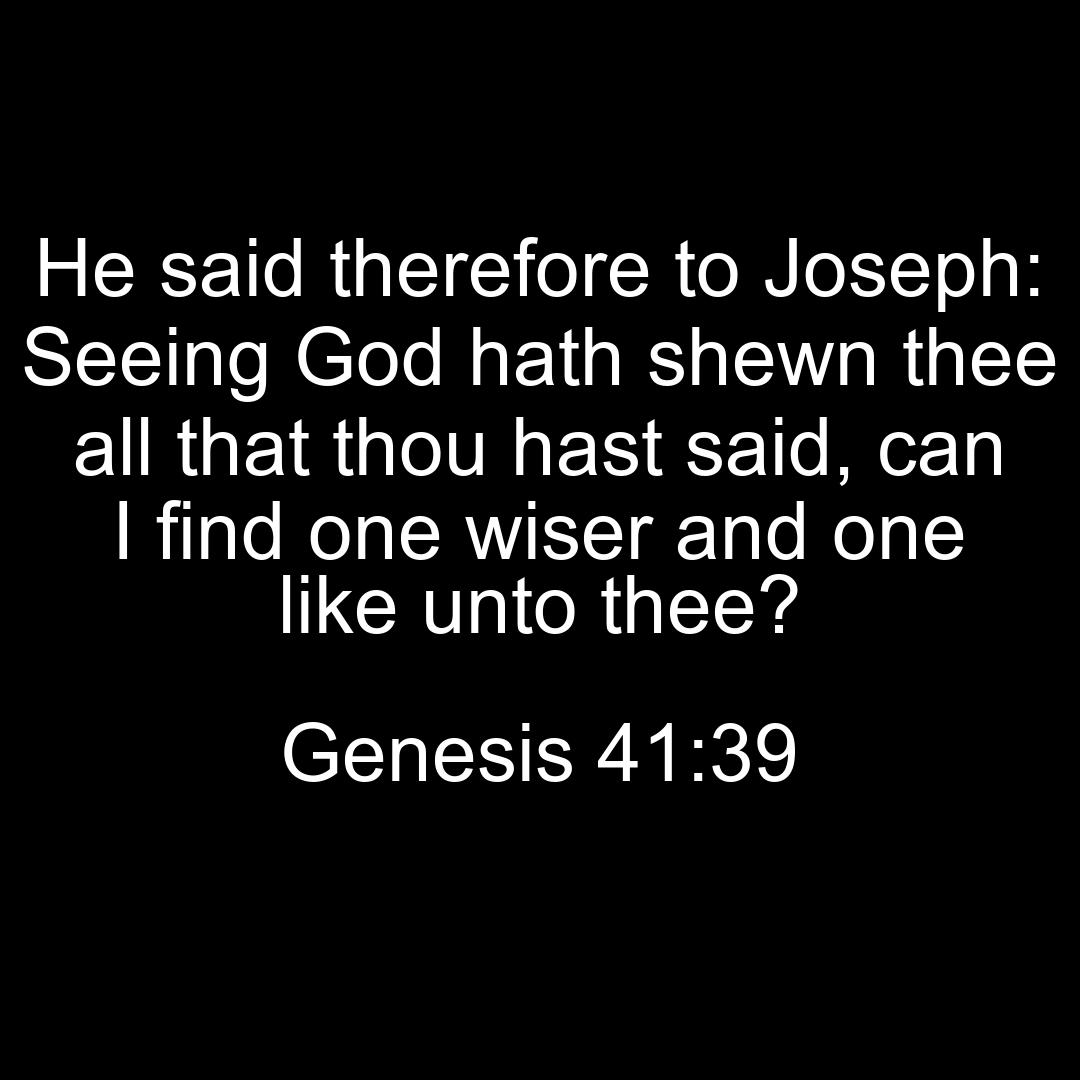 He said therefore to Joseph:
Seeing God hath shewn thee
all that thou hast said, can
I find one wiser and one
like unto thee?
Genesis 41:39